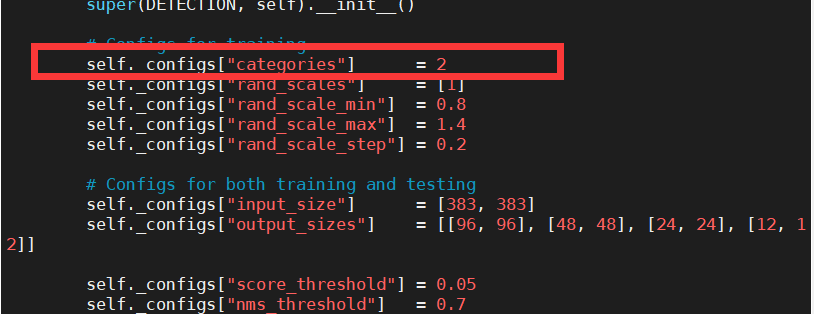 super(DETECTION, self).__init__()
# Configs for training
self._configs["categories"]      = 2
self._configs["rand_scales"]     = [1]
self._configs["rand_scale_min"]  = 0.8
self._configs["rand_scale_max"]  = 1.4
self._configs["rand_scale_step"] = 0.2
# Configs for both training and testing
self._configs["input_size"]      = [383, 383]
self._configs["output_sizes"]    = [[96, 96], [48, 48], [24, 24], [12, 1
2]]
self._configs["score_threshold"] = 0.05
self._configs["nms_threshold"]   = 0.7